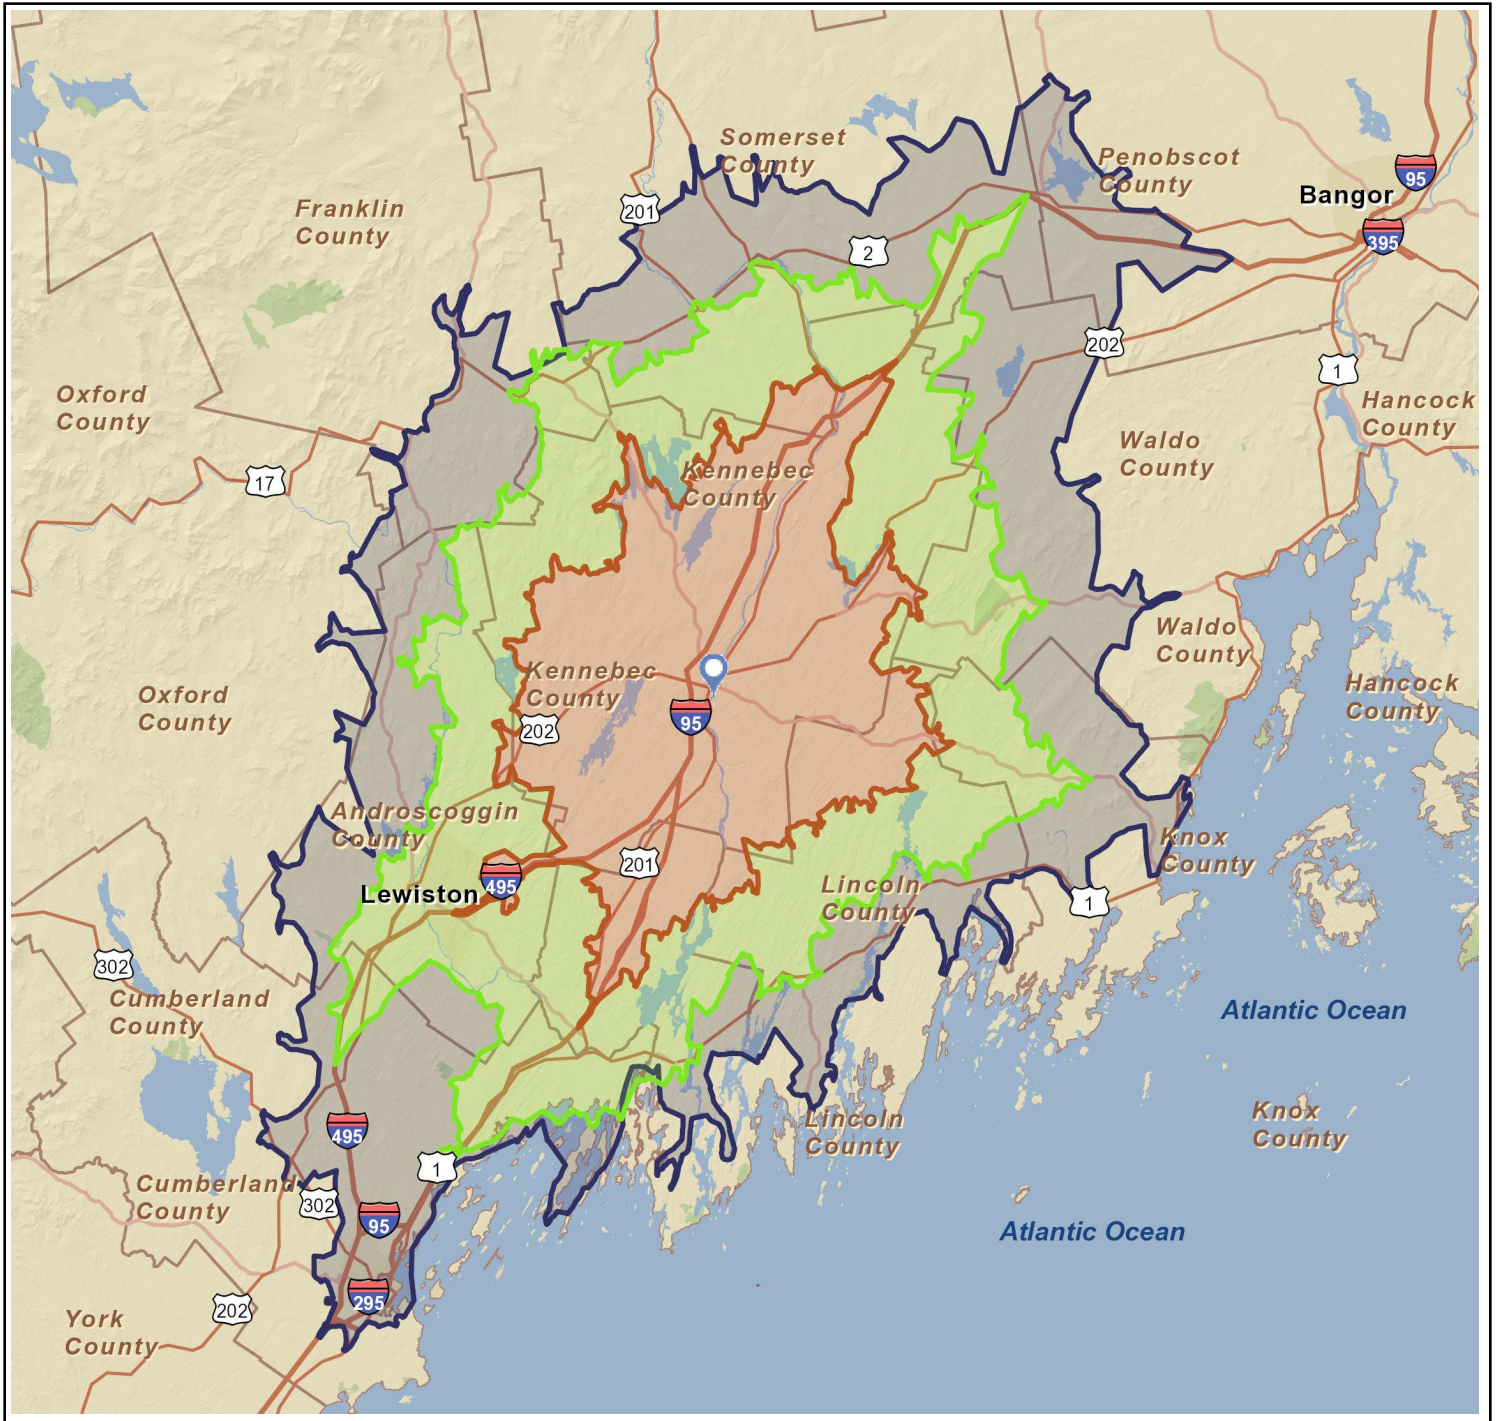 Somerset
County
Penobscot
County
95
Bangor
201
Franklin
County
395
2
202
1
Oxford
County
Hancock
County
Waldo
County
17
Kennebec
County
Waldo
County
Kennebec
County
Oxford
County
Hancock
County
95
202
Androscoggin
County
Knox
County
201
495
Lewiston
Lincoln
County
1
302
Cumberland
County
Atlantic Ocean
Lincoln
County
Knox
County
495
1
Cumberland
County
302
95
Atlantic Ocean
295
202
York
County